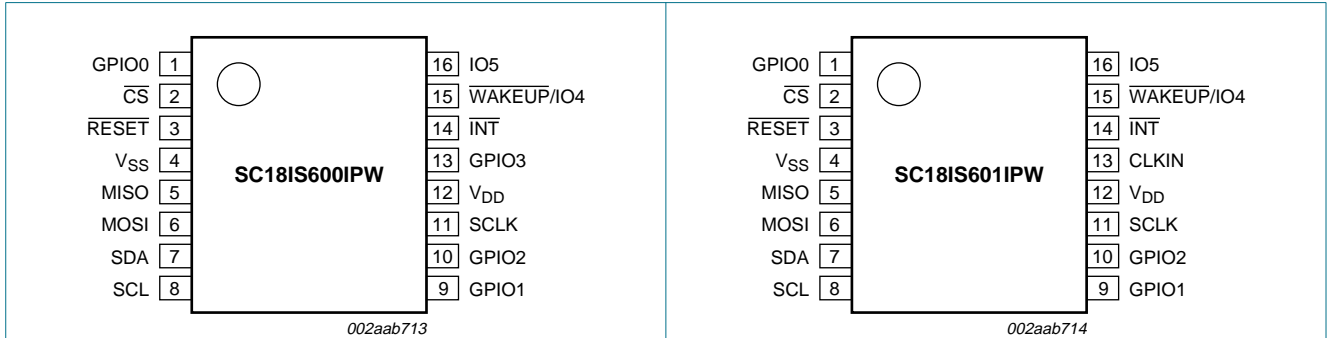 GPIO0 1 16 IO5
CS 2 15 WAKEUP/IO4
RESET 3 14 INT
VSS 4 13 GPIO3
MISO 5 12 VDD
MOSI 6 11 SCLK
SDA 7 10 GPIO2
SCL 8 9 GPIO1
SC18IS600IPW
002aab713
GPIO0 1 16 IO5
CS 2 15 WAKEUP/IO4
RESET 3 14 INT
VSS 4 13 CLKIN
MISO 5 12 VDD
MOSI 6 11 SCLK
SDA 7 10 GPIO2
SCL 8 9 GPIO1
SC18IS601IPW
002aab714